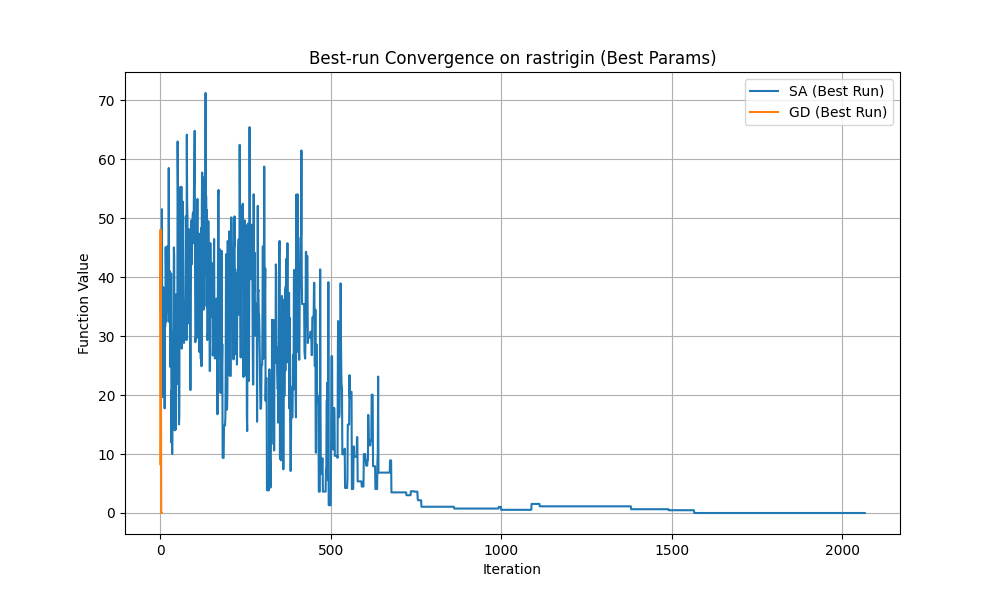 Best-run Convergence on rastrigin (Best Params)
SA (Best Run)
GD (Best Run)
Function Value
70
60
50
40
30
20
10
0
0 500 1000 1500 2000
Iteration